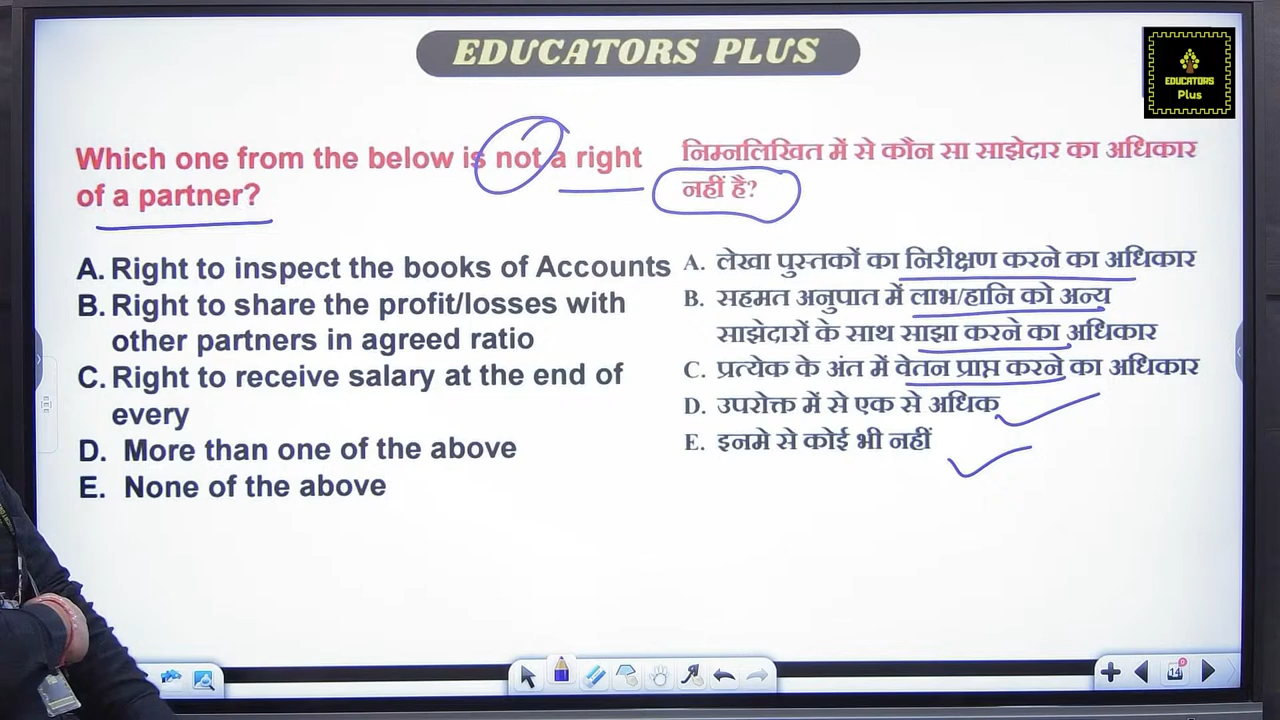 EDUCATORS PLUS
EDUCATORS
Plus
Which one from the below is not a right
of a partner?
A. Right to inspect the books of Accounts
B. Right to share the profit/losses with
other partners in agreed ratio
C. Right to receive salary at the end of
every
D. More than one of the above
E. None of the above
निम्नलिखित में से कौन सा साझेदार का अधिकार
नहीं है?
A. लेखा पुस्तकों का निरीक्षण करने का अधिकार
B. सहमत अनुपात में लाभ/हानि को अन्य
साझेदारों के साथ साझा करने का अधिकार
C. प्रत्येक के अंत में वेतन प्राप्त करने का अधिकार
D. उपरोक्त में से एक से अधिक
E. इनमे से कोई भी नहीं
14